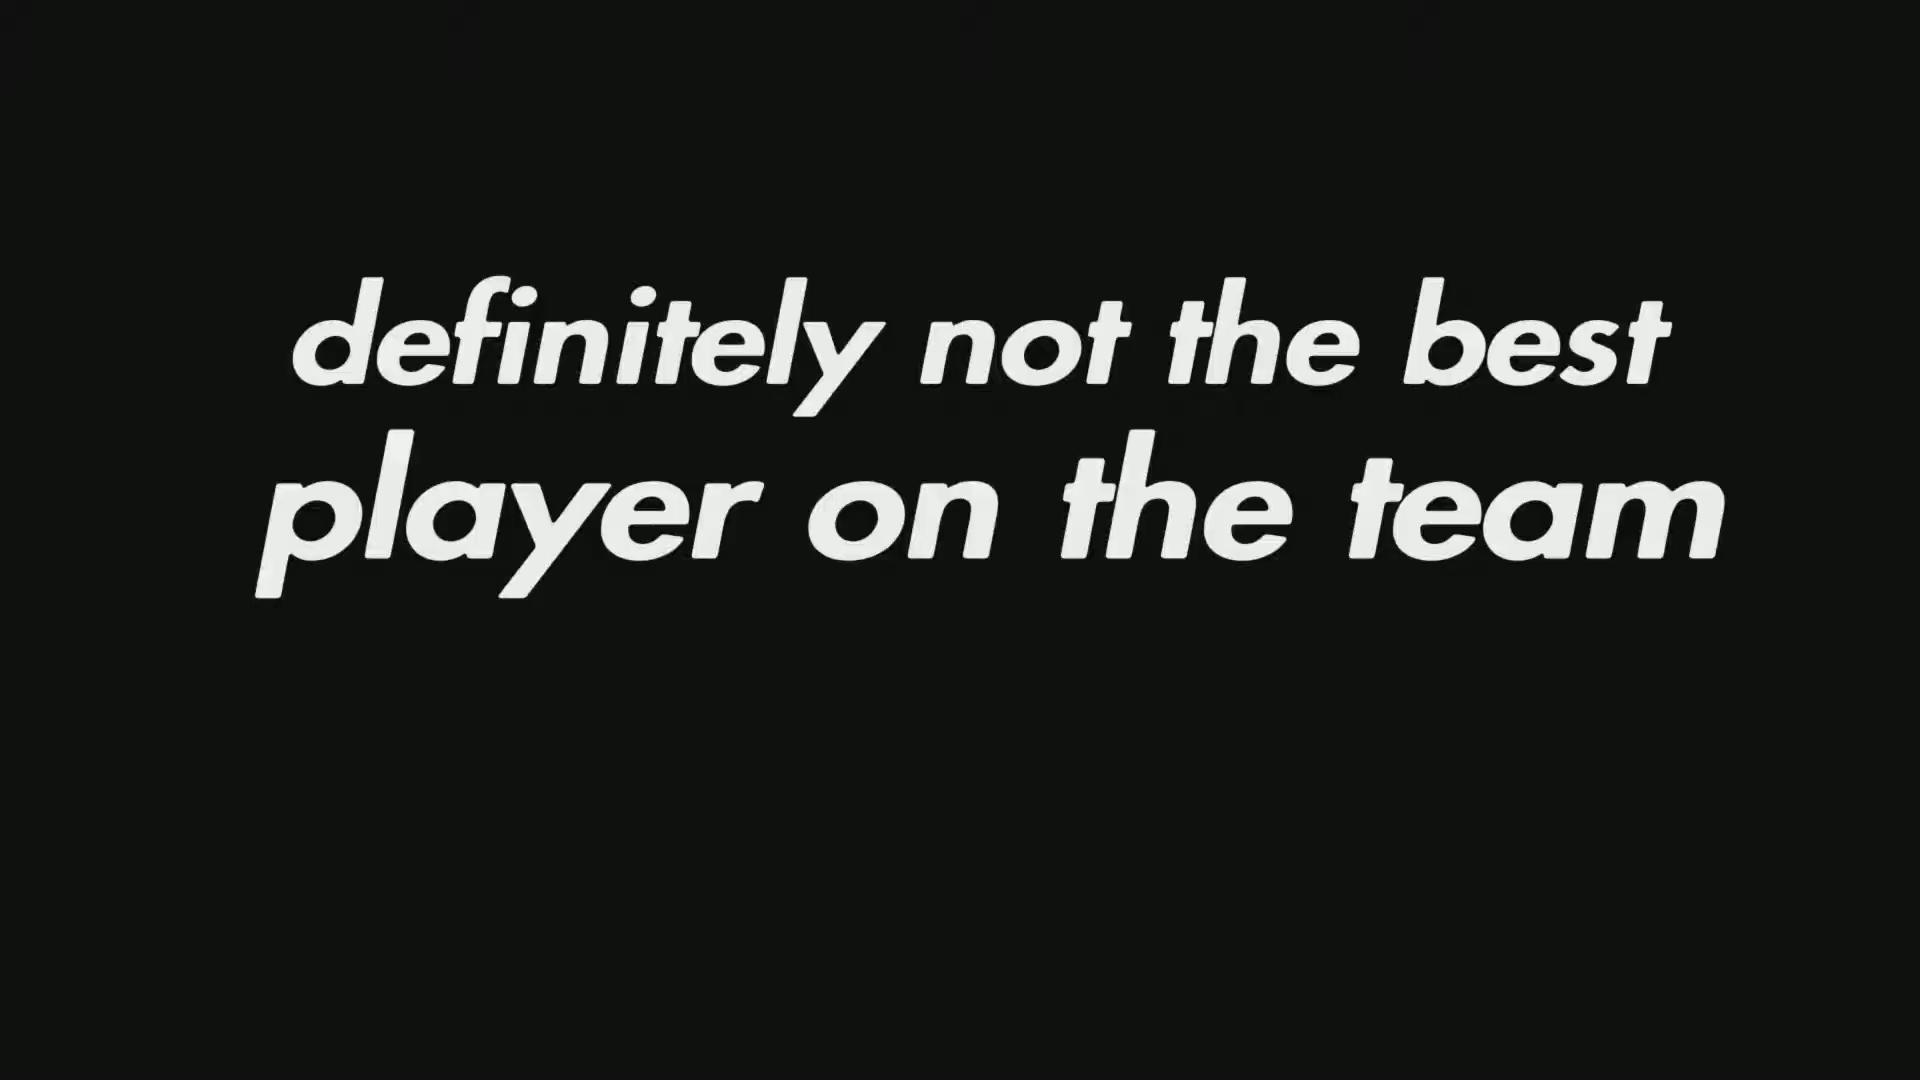 definitely not the best
player on the team